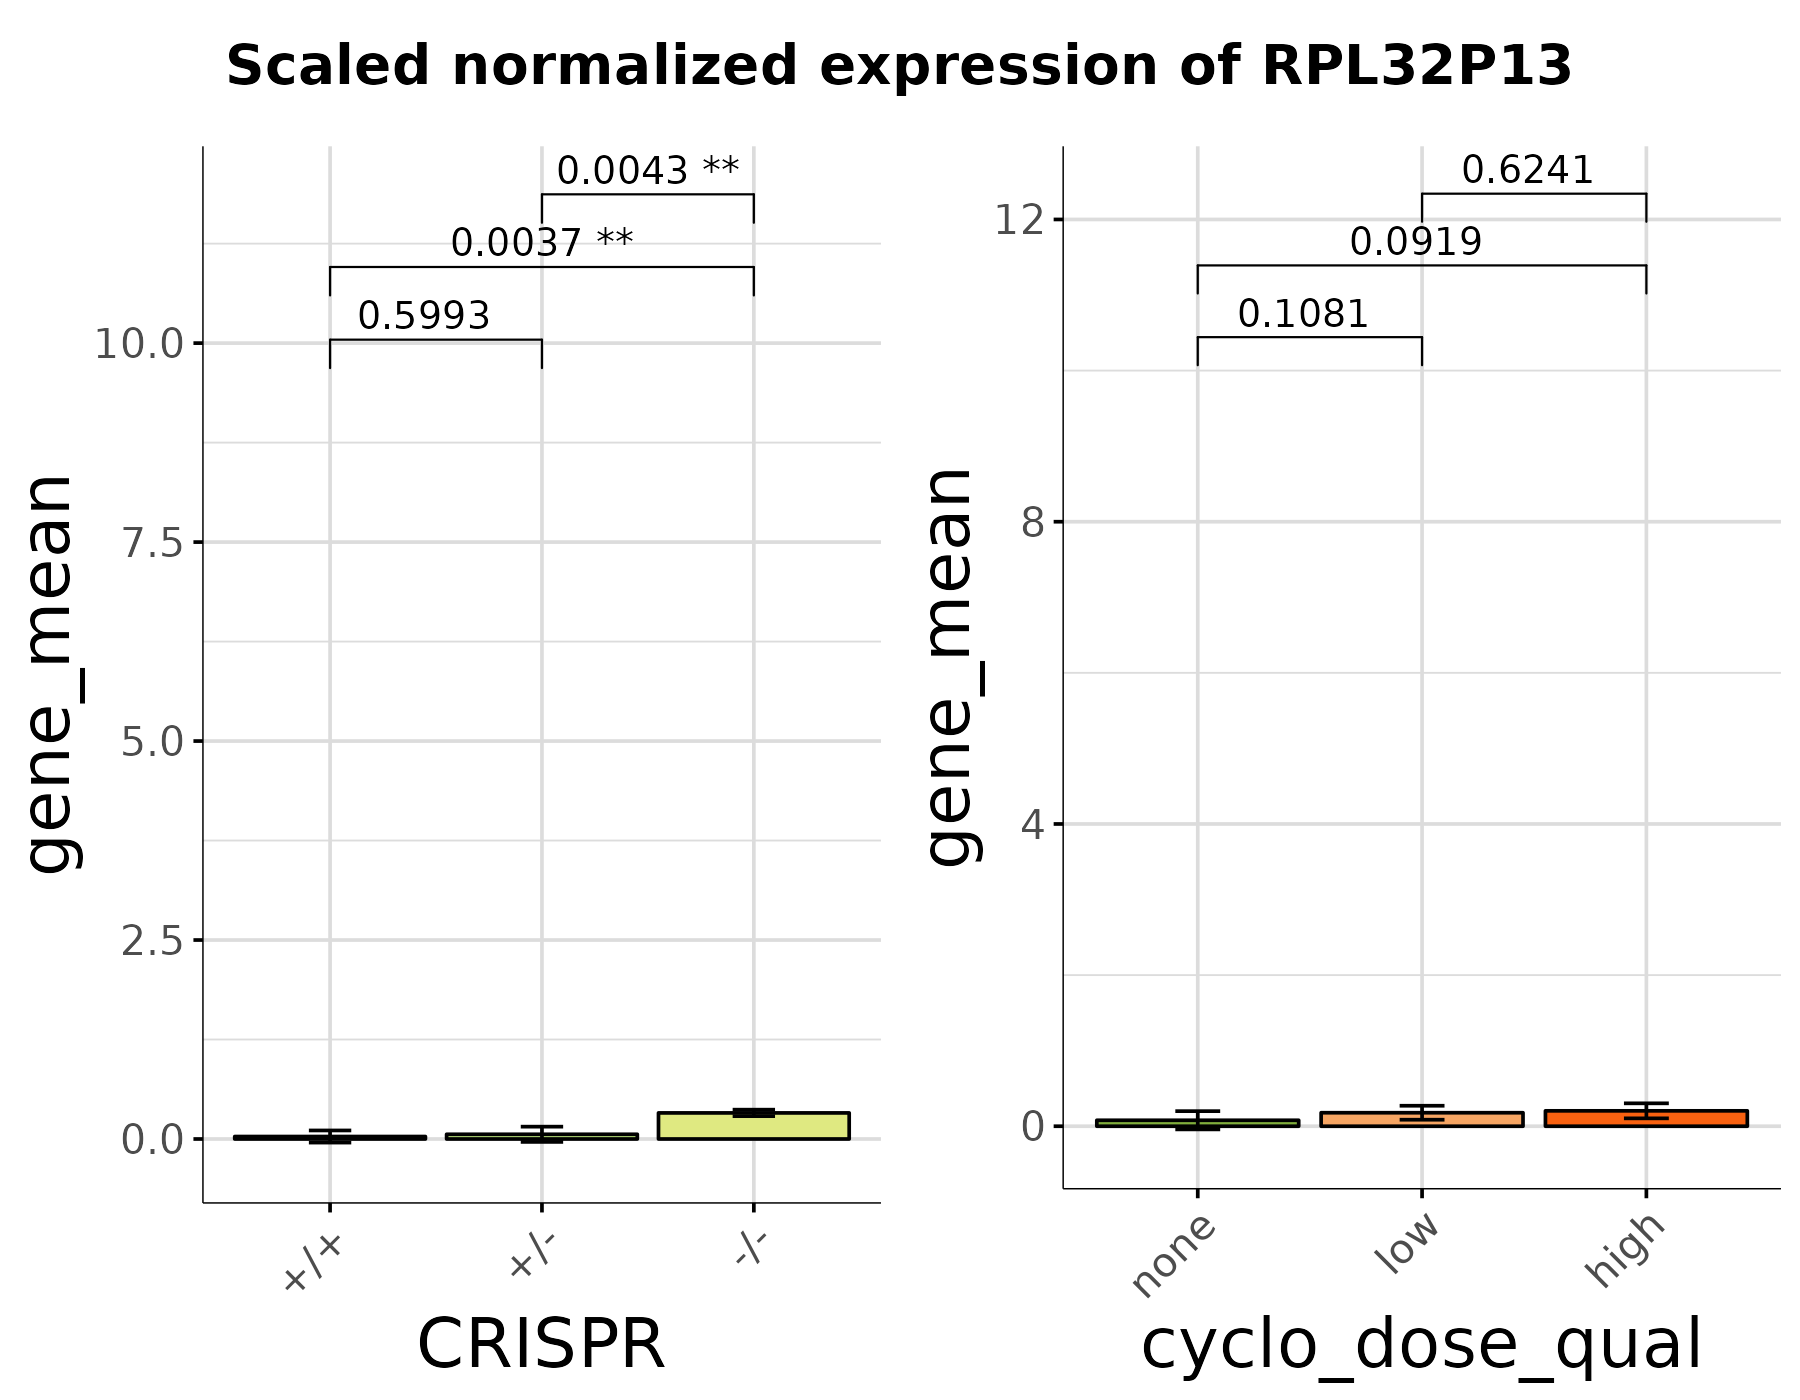 Scaled normalized expression of RPL32P13
gene_mean
10.0
7.5
5.0
2.5
0.0
0.0043 **
0.0037 **
0.5993
+/+
+/-
-/-
CRISPR
gene_mean
12
8
4
0
0.6241
0.0919
0.1081
none
low
high
cyclo_dose_qual